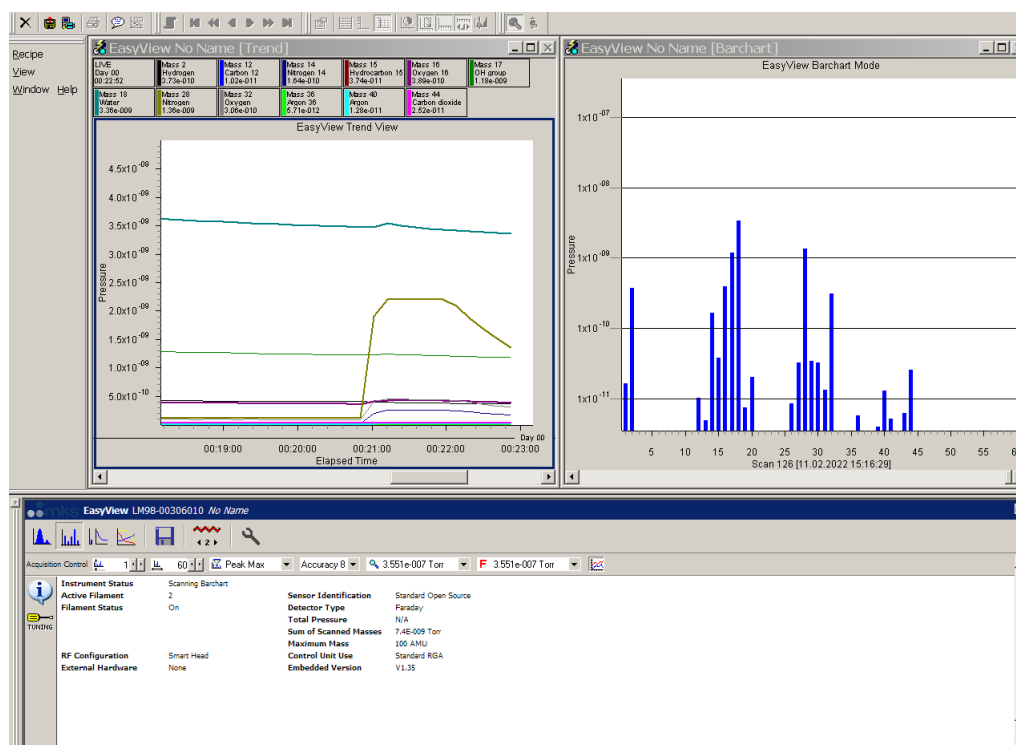 Recipe
View
Window Help
EasyView No Name [Trend]
LIVE
Day 00
00:22:52
Mass 2
Hydrogen
3.73e-010
Mass 12
Carbon 12
1.02e-011
Mass 14
Nitrogen 14
1.64e-010
Mass 15
Hydrocarbon 15
3.74e-011
Mass 16
Oxygen 16
3.89e-010
Mass 17
OH group
1.18e-009
Mass 18
Water
3.36e-009
Mass 28
Nitrogen
1.36e-009
Mass 32
Oxygen
3.06e-010
Mass 36
Argon 36
5.71e-012
Mass 40
Argon
1.28e-011
Mass 44
Carbon dioxide
2.52e-011
EasyView Trend View
4.5x10 -09
4.0x10 -09
3.5x10 -09
3.0x10 -09
2.5x10 -09
2.0x10 -09
1.5x10 -09
1.0x10 -09
5.0x10 -10
Pressure
Day 00
00:19:00 00:20:00 00:21:00 00:22:00 00:23:00
Elapsed Time
EasyView No Name [Barchart]
EasyView Barchart Mode
1x10 -07
1x10 -08
1x10 -09
1x10 -10
1x10 -11
Pressure
5 10 15 20 25 30 35 40 45 50 55
Scan 126 [11.02.2022 15:16:29]
mks EasyView LM98-00306010 No Name
Acquisition Control 1 60 Peak Max Accuracy 8 3.551e-007 Torr F 3.551e-007 Torr
Instrument Status Scanning Barchart
Active Filament 2 Sensor Identification Standard Open Source
Filament Status On Detector Type Faraday
TUNING
Total Pressure N/A
Sum of Scanned Masses 7.4E-009 Torr
Maximum Mass 100 AMU
RF Configuration Smart Head Control Unit Use Standard RGA
External Hardware None Embedded Version V1.35